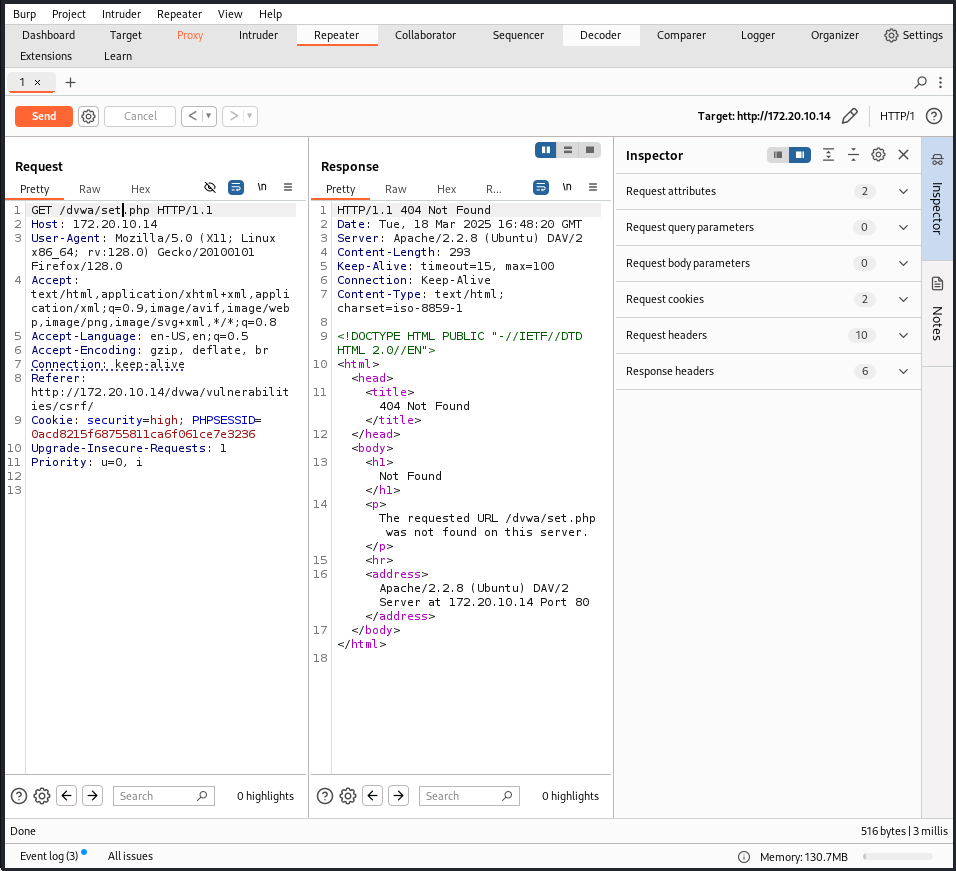 Burp Project Intruder Repeater View Help
Dashboard Target Proxy Intruder Repeater Collaborator Sequencer Decoder Comparer Logger Organizer Settings
Extensions Learn
1 × +
Send Cancel < > Target: http://172.20.10.14 HTTP/1 ?
Request
Pretty Raw Hex \n
1 GET /dvwa/set.php HTTP/1.1
2 Host: 172.20.10.14
3 User-Agent: Mozilla/5.0 (X11; Linux
x86_64; rv:128.0) Gecko/20100101
Firefox/128.0
4 Accept:
text/html,application/xhtml+xml,appli
cation/xml;q=0.9,image/avif,image/web
p,image/png,image/svg+xml,*/*;q=0.8
5 Accept-Language: en-US,en;q=0.5
6 Accept-Encoding: gzip, deflate, br
7 Connection: keep-alive
8 Referer:
http://172.20.10.14/dvwa/vulnerabilit
ies/csrf/
9 Cookie: security=high; PHPSESSID=
0acd8215f68755811ca6f061ce7e3236
10 Upgrade-Insecure-Requests: 1
11 Priority: u=0, i
12
13
? Search 0 highlights
Response
Pretty Raw Hex R... \n
1 HTTP/1.1 404 Not Found
2 Date: Tue, 18 Mar 2025 16:48:20 GMT
3 Server: Apache/2.2.8 (Ubuntu) DAV/2
4 Content-Length: 293
5 Keep-Alive: timeout=15, max=100
6 Connection: Keep-Alive
7 Content-Type: text/html;
charset=iso-8859-1
8
9 <!DOCTYPE HTML PUBLIC "-//IETF//DTD
HTML 2.0//EN">
10 <html>
<head>
11 <title>
404 Not Found
</title>
12 </head>
<body>
13 <h1>
Not Found
</h1>
14 <p>
The requested URL /dvwa/set.php
was not found on this server.
</p>
15 <hr>
16 <address>
Apache/2.2.8 (Ubuntu) DAV/2
Server at 172.20.10.14 Port 80
</address>
17 </body>
</html>
18
? Search 0 highlights
Inspector
Request attributes 2
Request query parameters 0
Request body parameters 0
Request cookies 2
Request headers 10
Response headers 6
Inspector
Notes
Done 516 bytes | 3 millis
Event log (3) All issues Memory: 130.7MB